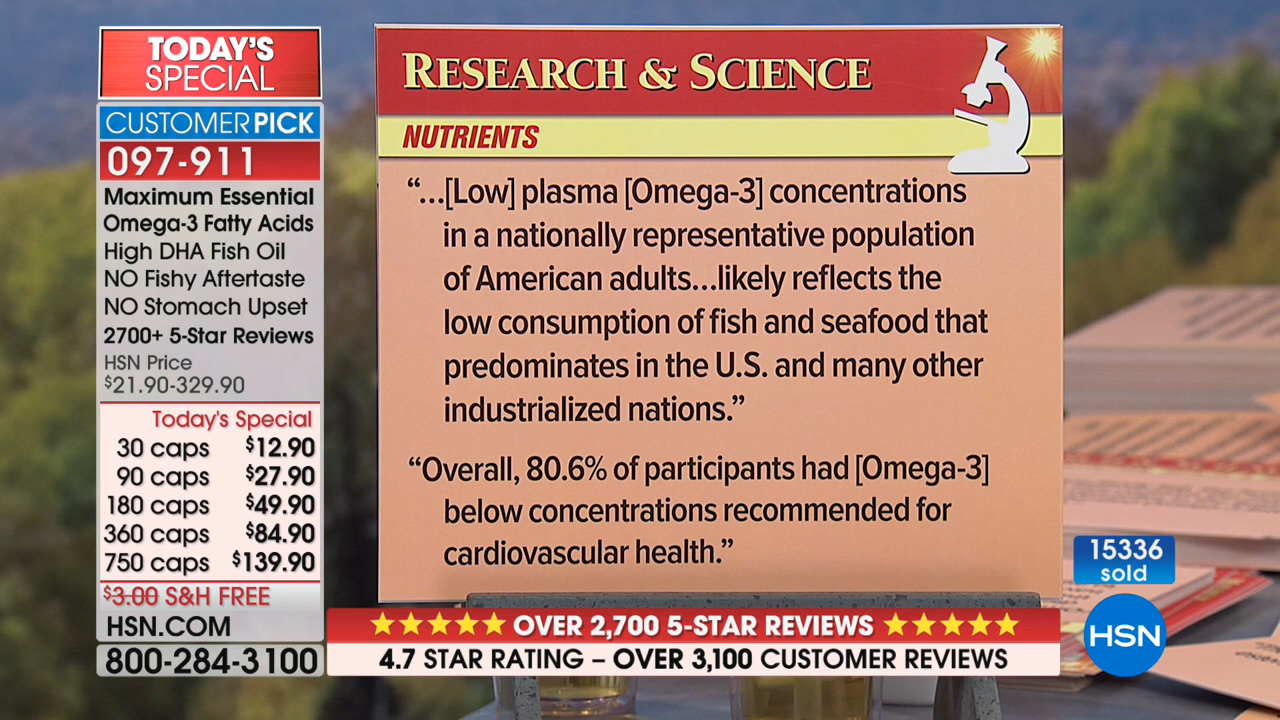 TODAY'S
SPECIAL
CUSTOMER PICK
097-911
Maximum Essential
Omega-3 Fatty Acids
High DHA Fish Oil
NO Fishy Aftertaste
NO Stomach Upset
2700+ 5-Star Reviews
HSN Price
$21.90-329.90
Today's Special
30 caps $12.90
90 caps $27.90
180 caps $49.90
360 caps $84.90
750 caps $139.90
$3.00 S&H FREE
HSN.COM
800-284-3100
RESEARCH & SCIENCE
NUTRIENTS
“...[Low] plasma [Omega-3] concentrations
in a nationally representative population
of American adults...likely reflects the
low consumption of fish and seafood that
predominates in the U.S. and many other
industrialized nations.”
“Overall, 80.6% of participants had [Omega-3]
below concentrations recommended for
cardiovascular health.”
15336
sold
HSN
OVER 2,700 5-STAR REVIEWS
4.7 STAR RATING – OVER 3,100 CUSTOMER REVIEWS